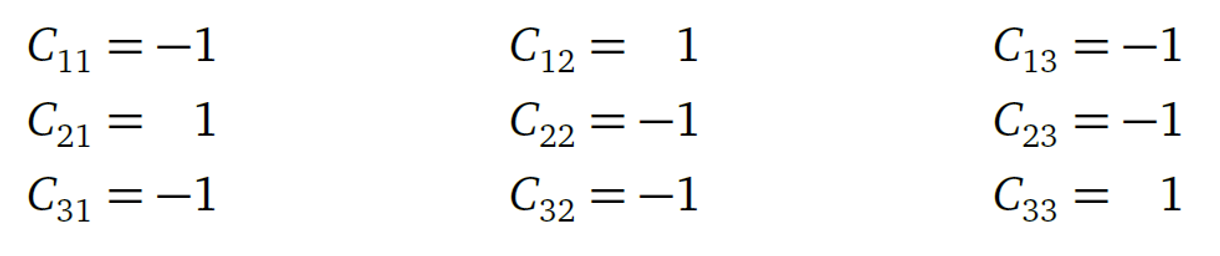 C₁₁ = −1 C₁₂ = 1 C₁₃ = −1
C₂₁ = 1 C₂₂ = −1 C₂₃ = −1
C₃₁ = −1 C₃₂ = −1 C₃₃ = 1